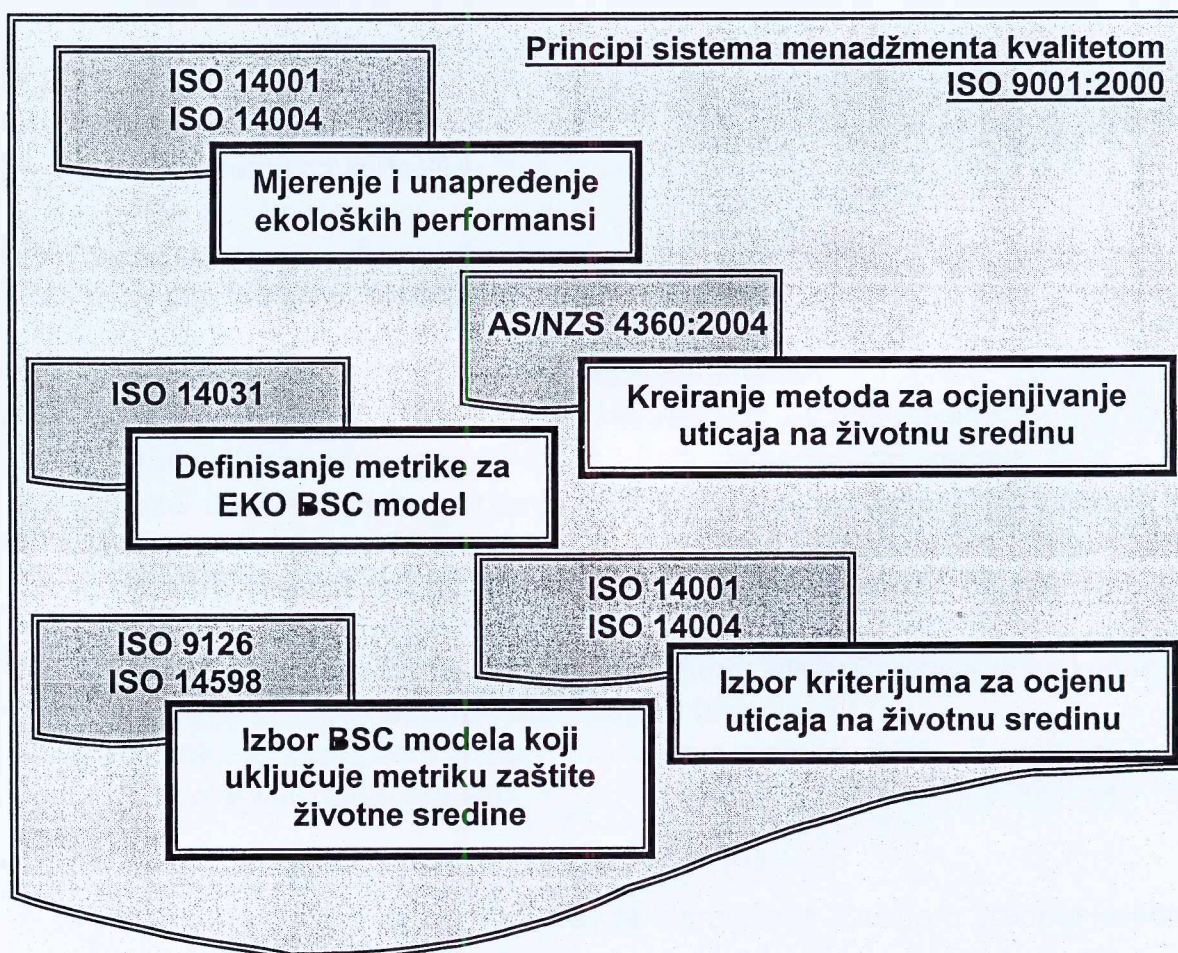 Principi sistema menadžmenta kvalitetom
ISO 9001:2000
ISO 14001
ISO 14004
Mjerenje i unapređenje
ekoloških performansi
AS/NZS 4360:2004
Kreiranje metoda za ocjenjivanje
uticaja na životnu sredinu
ISO 14031
Definisanje metrike za
EKO BSC model
ISO 14001
ISO 14004
Izbor kriterijuma za ocjenu
uticaja na životnu sredinu
ISO 9126
ISO 14598
Izbor BSC modela koji
uključuje metriku zaštite
životne sredine